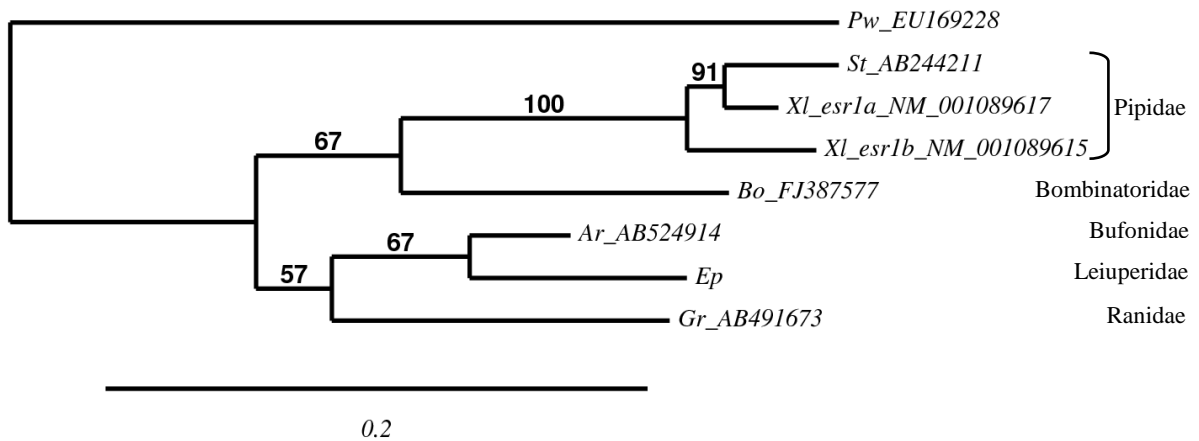 Pw_EU169228
91 St_AB244211
100 Xl_esr1a_NM_001089617 Pipidae
67 Xl_esr1b_NM_001089615
Bo_FJ387577 Bombinatoridae
Ar_AB524914 Bufonidae
67
57 Ep Leiuperidae
Gr_AB491673 Ranidae
0.2